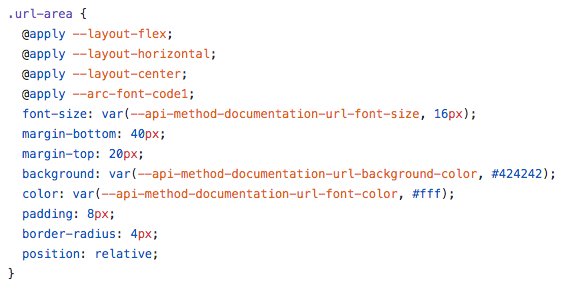 .url-area {
  @apply --layout-flex;
  @apply --layout-horizontal;
  @apply --layout-center;
  @apply --arc-font-code1;
  font-size: var(--api-method-documentation-url-font-size, 16px);
  margin-bottom: 40px;
  margin-top: 20px;
  background: var(--api-method-documentation-url-background-color, #424242);
  color: var(--api-method-documentation-url-font-color, #fff);
  padding: 8px;
  border-radius: 4px;
  position: relative;
}